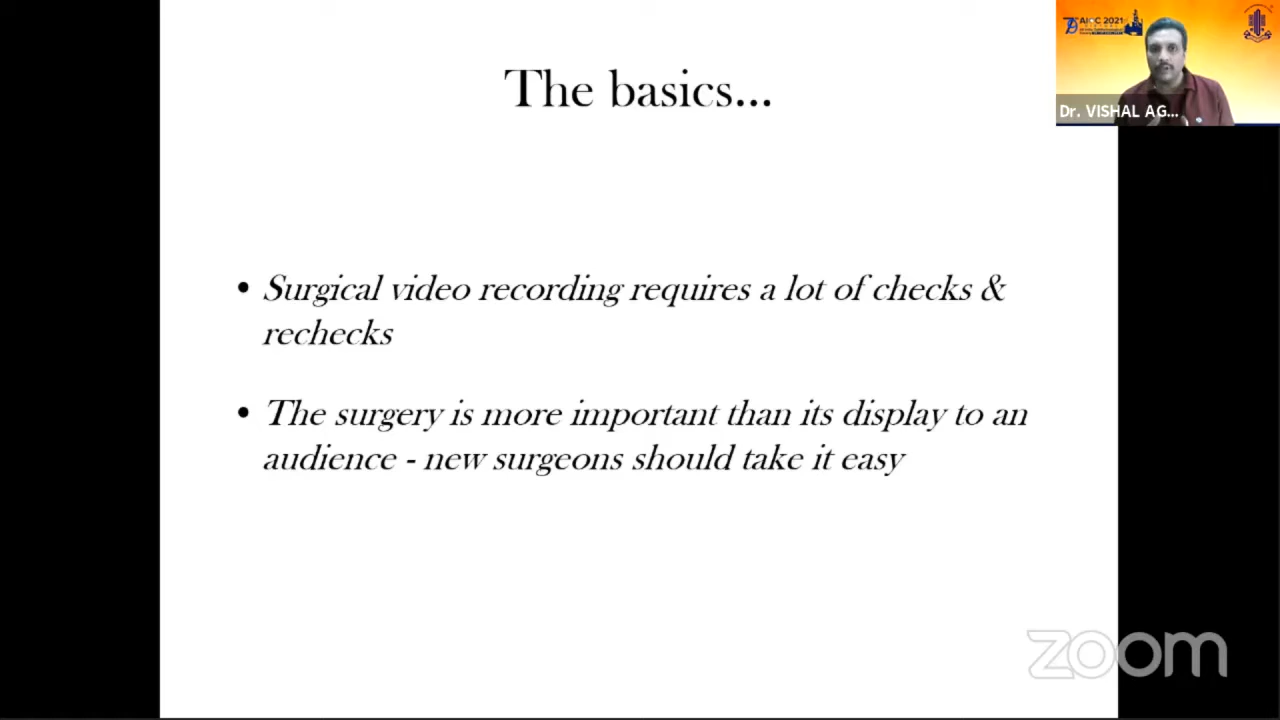 The basics...
AIOC 2021
Dr. VISHAL AG...
• Surgical video recording requires a lot of checks &
rechecks
• The surgery is more important than its display to an
audience - new surgeons should take it easy
zoom